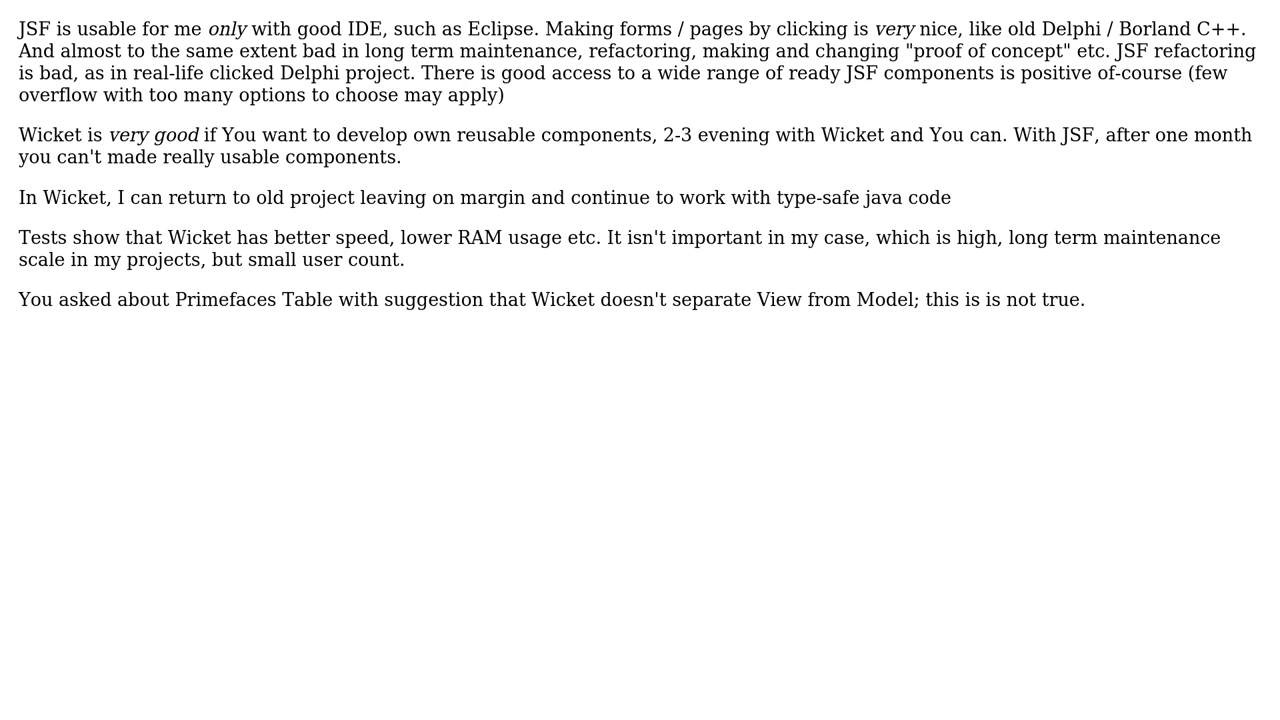 JSF is usable for me only with good IDE, such as Eclipse. Making forms / pages by clicking is very nice, like old Delphi / Borland C++.
And almost to the same extent bad in long term maintenance, refactoring, making and changing "proof of concept" etc. JSF refactoring
is bad, as in real-life clicked Delphi project. There is good access to a wide range of ready JSF components is positive of-course (few
overflow with too many options to choose may apply)
Wicket is very good if You want to develop own reusable components, 2-3 evening with Wicket and You can. With JSF, after one month
you can't made really usable components.
In Wicket, I can return to old project leaving on margin and continue to work with type-safe java code
Tests show that Wicket has better speed, lower RAM usage etc. It isn't important in my case, which is high, long term maintenance
scale in my projects, but small user count.
You asked about Primefaces Table with suggestion that Wicket doesn't separate View from Model; this is is not true.